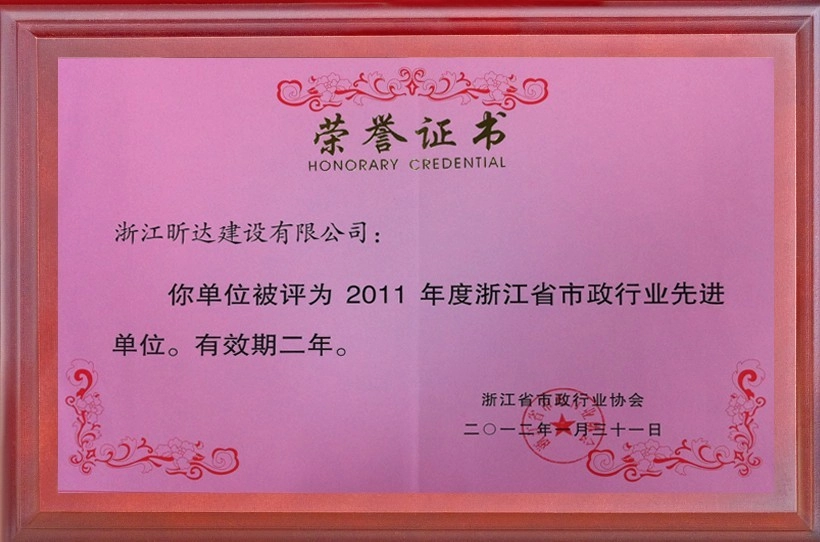 荣誉证书
HONORARY CREDENTIAL
浙江昕达建设有限公司：
你单位被评为 2011 年度浙江省市政行业先进
单位。有效期二年。
浙江省市政行业协会
二〇一二年一月三十一日